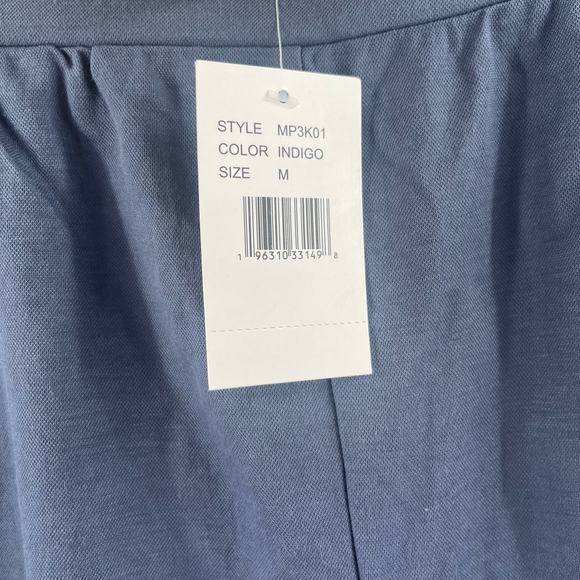 STYLE MP3K01
COLOR INDIGO
SIZE M
1 96310 33149 8